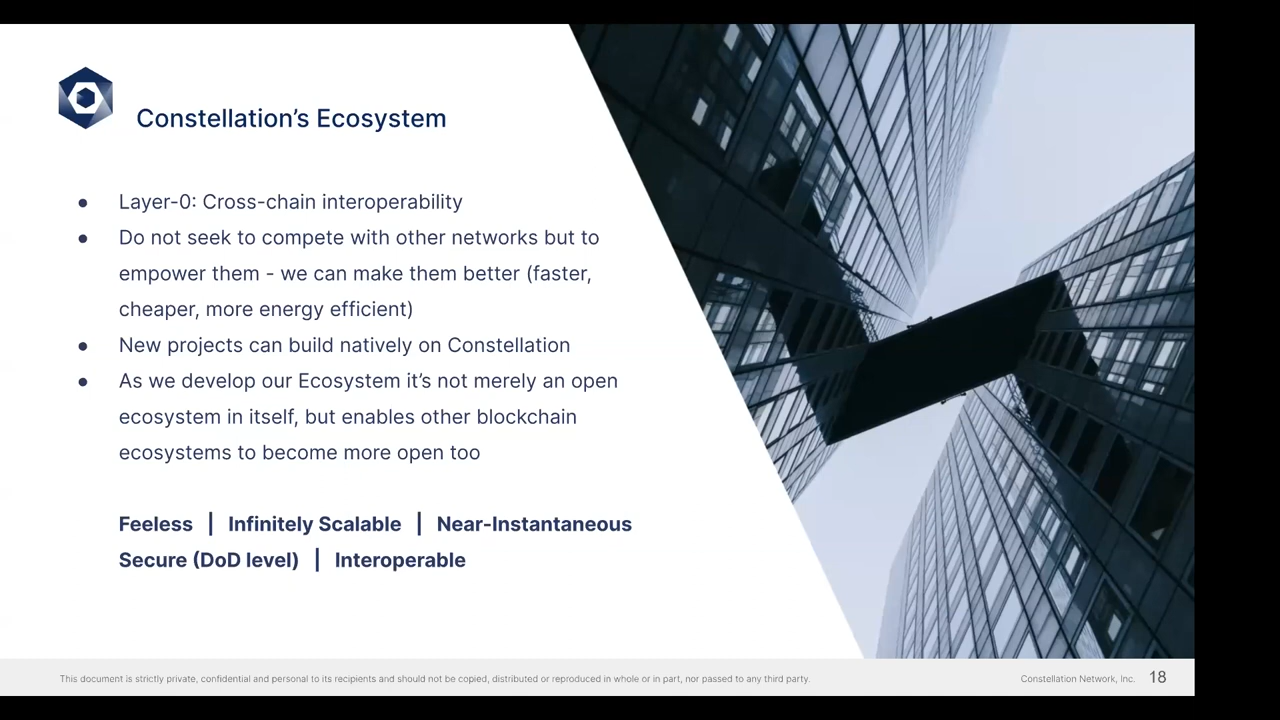 Constellation’s Ecosystem
● Layer-0: Cross-chain interoperability
● Do not seek to compete with other networks but to
empower them - we can make them better (faster,
cheaper, more energy efficient)
● New projects can build natively on Constellation
● As we develop our Ecosystem it’s not merely an open
ecosystem in itself, but enables other blockchain
ecosystems to become more open too
Feeless | Infinitely Scalable | Near-Instantaneous
Secure (DoD level) | Interoperable
This document is strictly private, confidential and personal to its recipients and should not be copied, distributed or reproduced in whole or in part, nor passed to any third party.
Constellation Network, Inc. 18